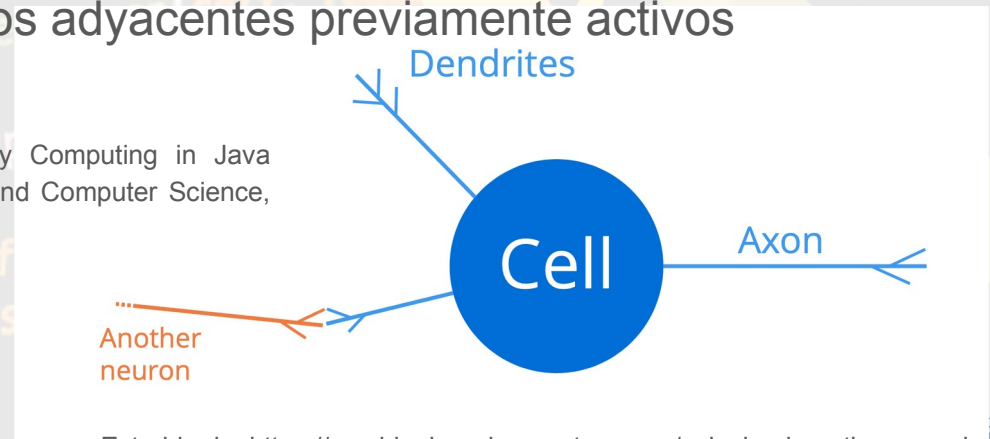 os adyacentes previamente activos
Dendrites
y Computing in Java
nd Computer Science,
Cell
Axon
Another
neuron